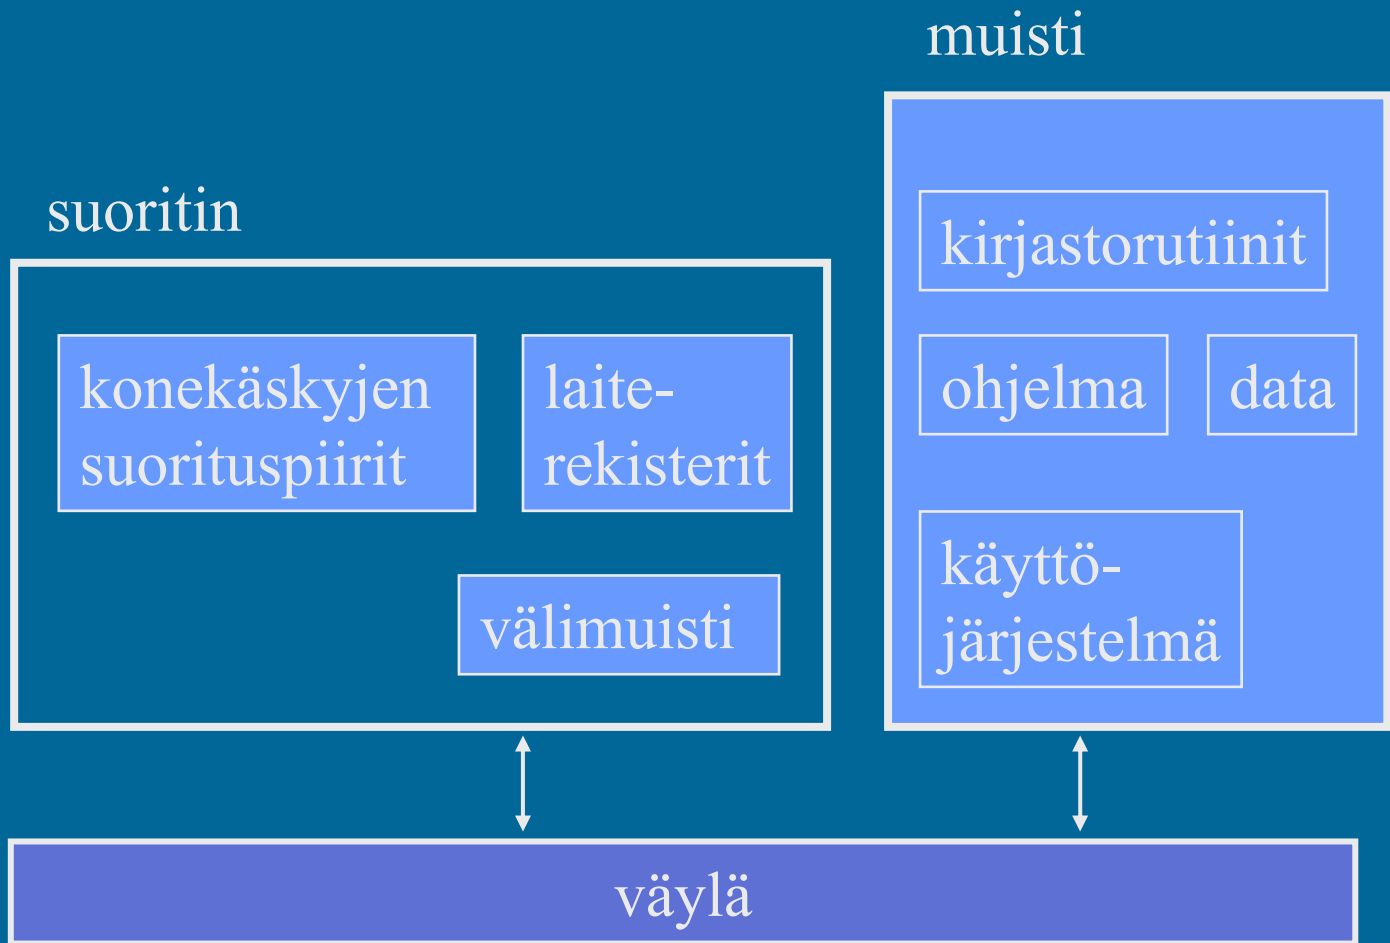 muisti
suoritin
kirjastorutiinit
konekäskyjen
suorituspiirit
laite-
rekisterit
ohjelma
data
välimuisti
käyttö-
järjestelmä
väylä